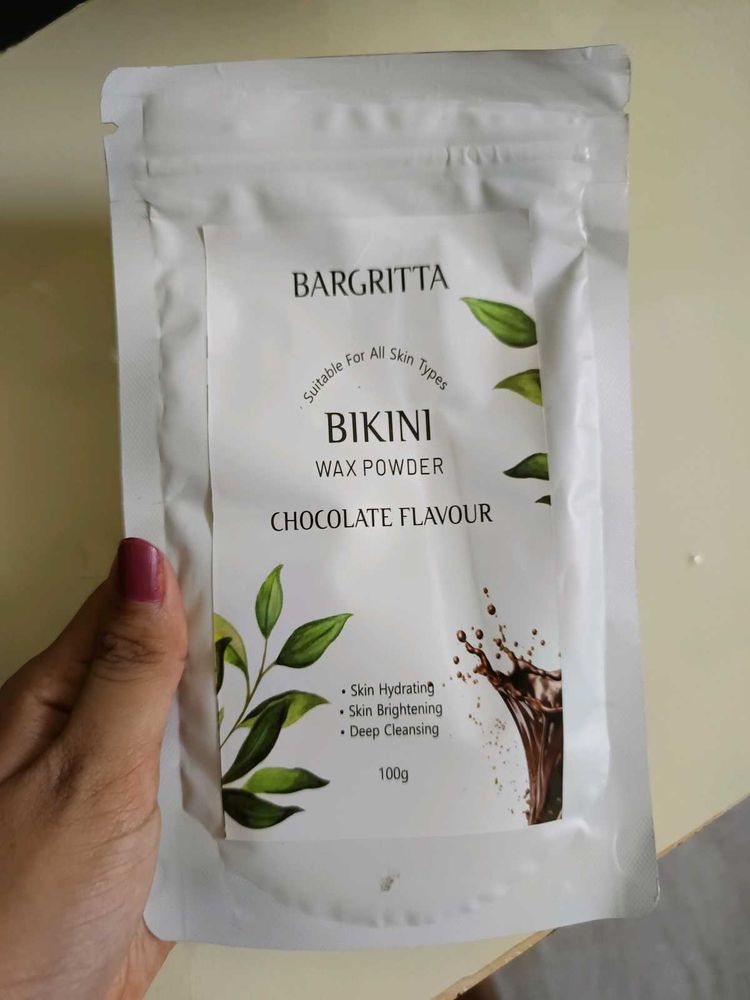 BARGRITTA
Suitable For All Skin Types
BIKINI
WAX POWDER
CHOCOLATE FLAVOUR
• Skin Hydrating
• Skin Brightening
• Deep Cleansing
100g